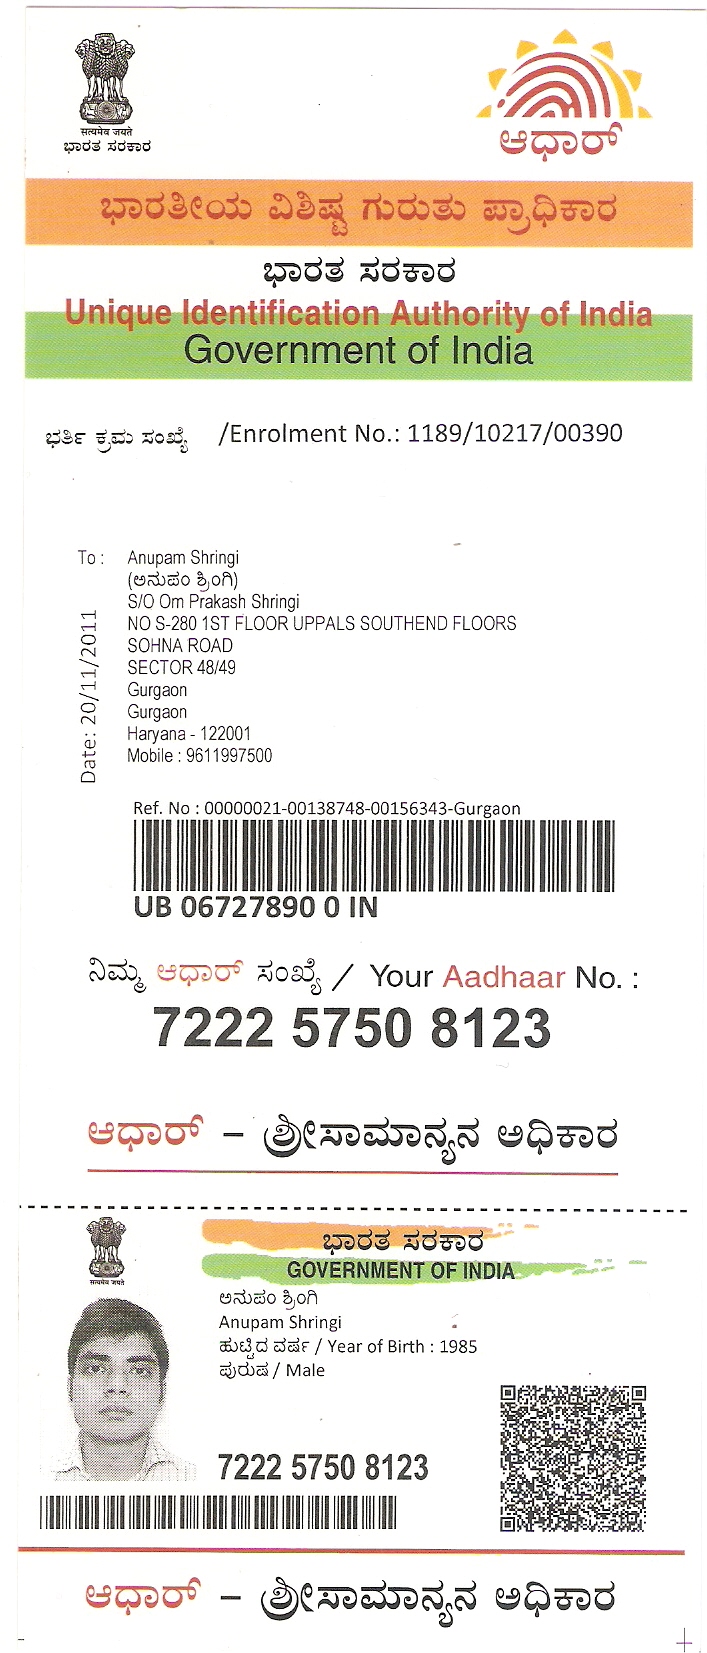 सत्यमेव जयते
ಭಾರತ ಸರಕಾರ
ಆಧಾರ್
ಭಾರತೀಯ ವಿಶಿಷ್ಟ ಗುರುತು ಪ್ರಾಧಿಕಾರ
ಭಾರತ ಸರಕಾರ
Unique Identification Authority of India
Government of India
ಭರ್ತಿ ಕ್ರಮ ಸಂಖ್ಯೆ /Enrolment No.: 1189/10217/00390
To : Anupam Shringi
(ಅನುಪಂ ಶ್ರಿಂಗಿ)
S/O Om Prakash Shringi
NO S-280 1ST FLOOR UPPALS SOUTHEND FLOORS
SOHNA ROAD
SECTOR 48/49
Gurgaon
Gurgaon
Haryana - 122001
Mobile : 9611997500
Date: 20/11/2011
Ref. No : 00000021-00138748-00156343-Gurgaon
UB 06727890 0 IN
ನಿಮ್ಮ ಆಧಾರ್ ಸಂಖ್ಯೆ / Your Aadhaar No. :
7222 5750 8123
ಆಧಾರ್ – ಶ್ರೀಸಾಮಾನ್ಯನ ಅಧಿಕಾರ
सत्यमेव जयते
ಭಾರತ ಸರಕಾರ
GOVERNMENT OF INDIA
ಅನುಪಂ ಶ್ರಿಂಗಿ
Anupam Shringi
ಹುಟ್ಟಿದ ವರ್ಷ / Year of Birth : 1985
ಪುರುಷ / Male
7222 5750 8123
ಆಧಾರ್ – ಶ್ರೀಸಾಮಾನ್ಯನ ಅಧಿಕಾರ